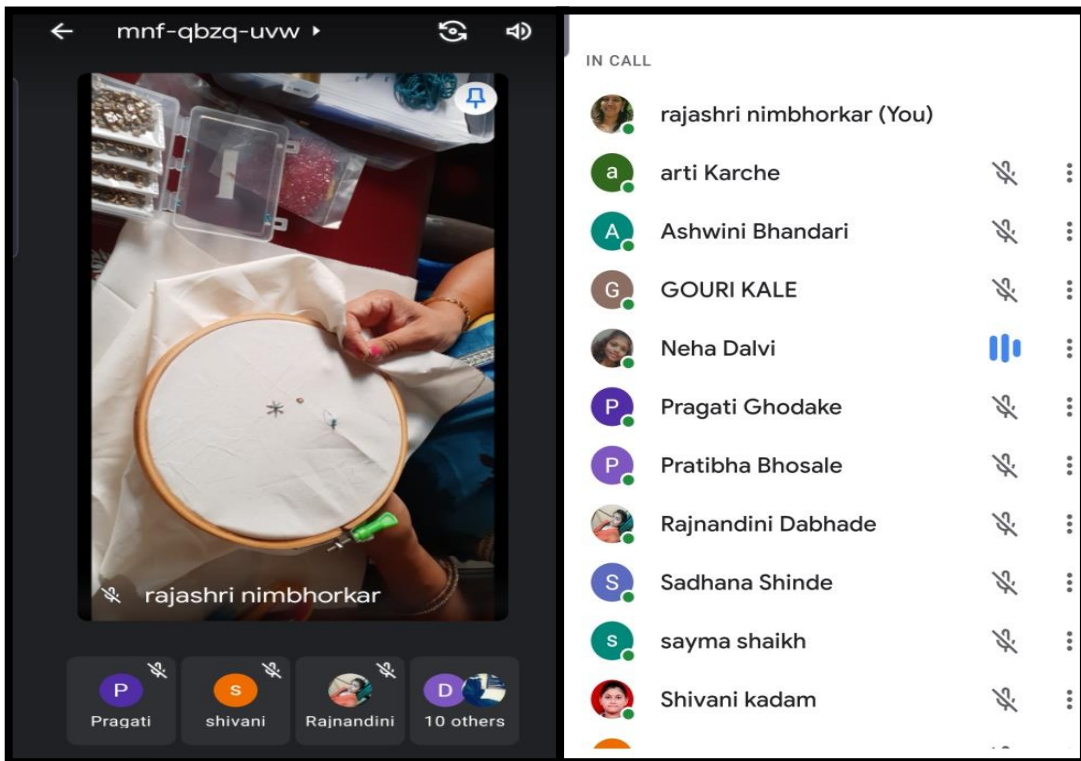 mnf-qbzq-uvw
rajashri nimbhorkar
P
Pragati
s
shivani
Rajnandini
D
10 others
IN CALL
rajashri nimbhorkar (You)
a arti Karche
A Ashwini Bhandari
G GOURI KALE
Neha Dalvi
P Pragati Ghodake
P Pratibha Bhosale
Rajnandini Dabhade
S Sadhana Shinde
s sayma shaikh
Shivani kadam